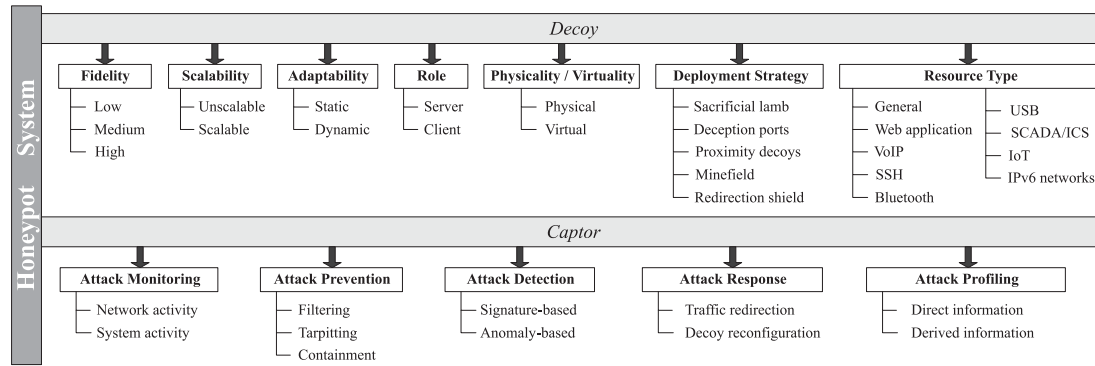 Honeypot System
Decoy
Fidelity
Low
Medium
High
Scalability
Unscalable
Scalable
Adaptability
Static
Dynamic
Role
Server
Client
Physicality / Virtuality
Physical
Virtual
Deployment Strategy
Sacrificial lamb
Deception ports
Proximity decoys
Minefield
Redirection shield
Resource Type
General
Web application
VoIP
SSH
Bluetooth
USB
SCADA/ICS
IoT
IPv6 networks
Captor
Attack Monitoring
Network activity
System activity
Attack Prevention
Filtering
Tarpitting
Containment
Attack Detection
Signature-based
Anomaly-based
Attack Response
Traffic redirection
Decoy reconfiguration
Attack Profiling
Direct information
Derived information